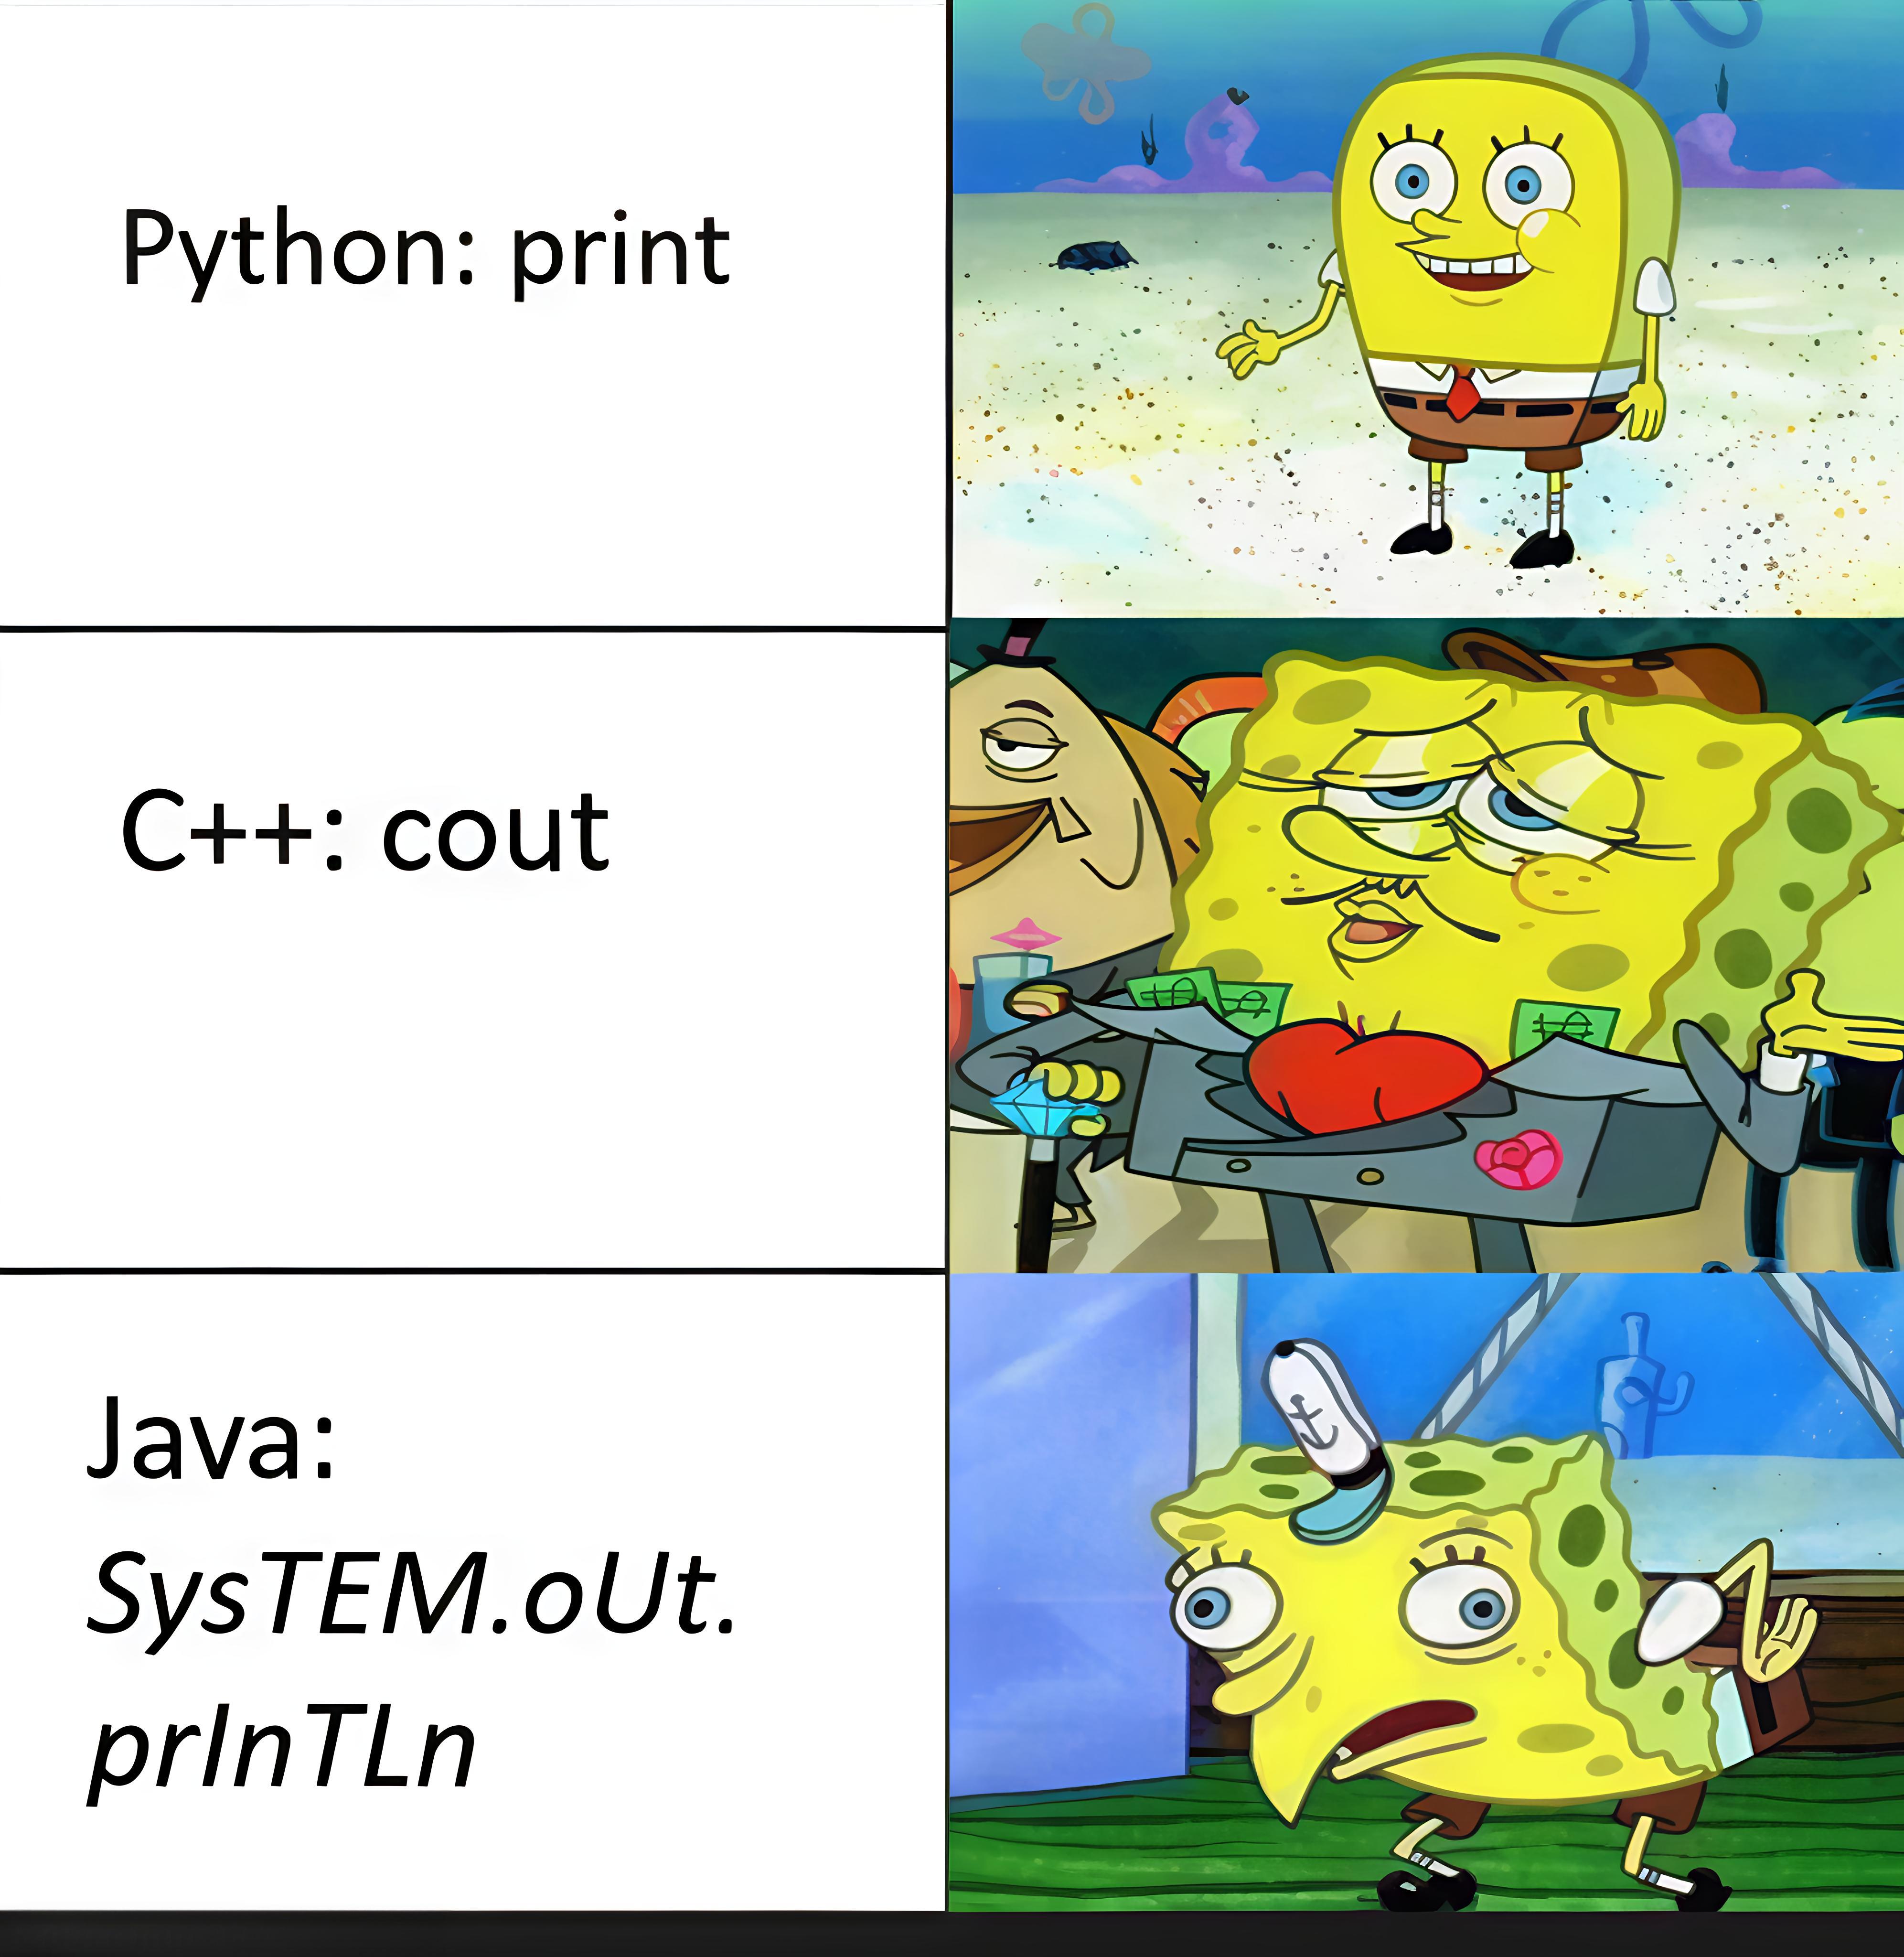 Python: print
C++: cout
Java:
SysTEM.oUt.
prInTLn